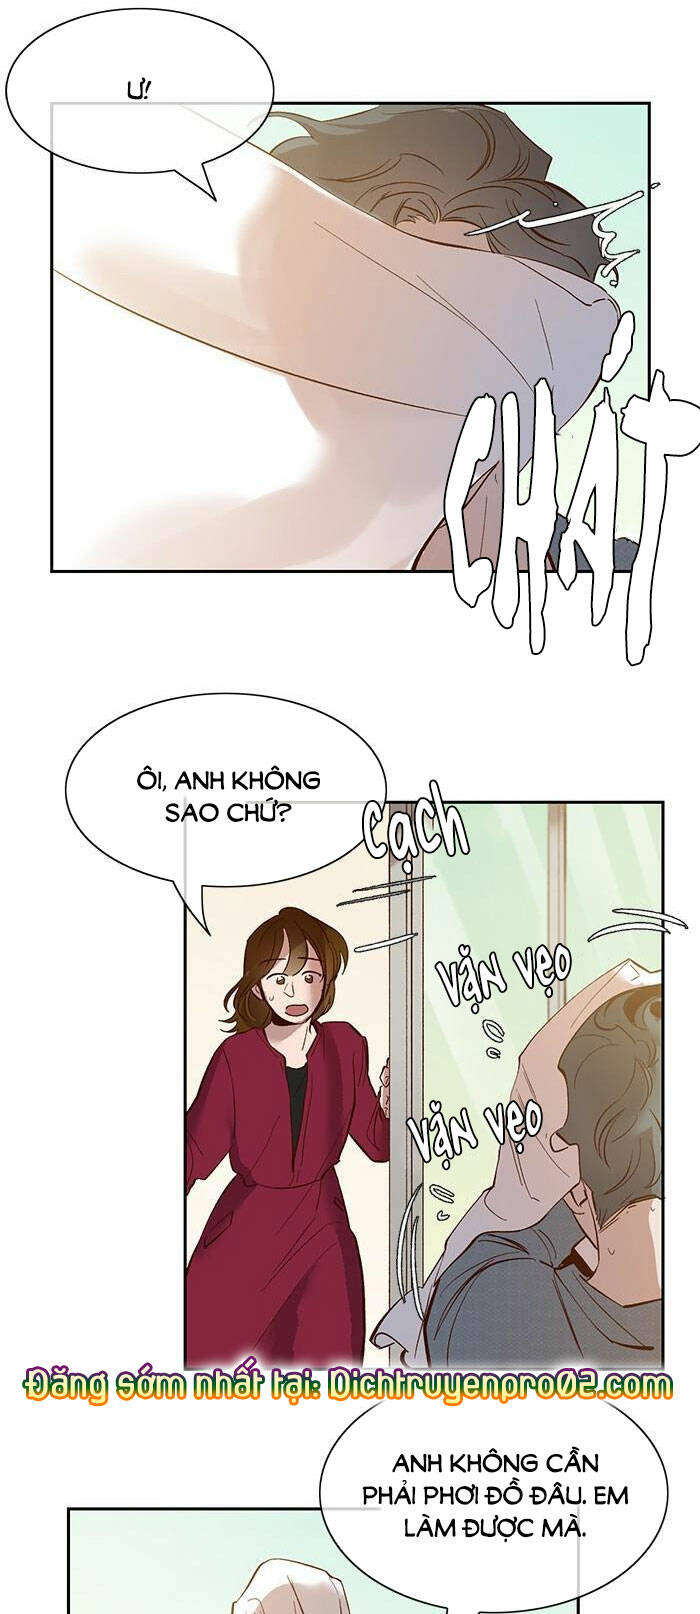 Ư!
CHÁT
ÔI, ANH KHÔNG
SAO CHỨ?
CẠCH
VẶN VẸO
VẶN VẸO
Đăng sớm nhất tại: Dichtruyenpro02.com
ANH KHÔNG CẦN
PHẢI PHƠI ĐỒ ĐÂU. EM
LÀM ĐƯỢC MÀ.